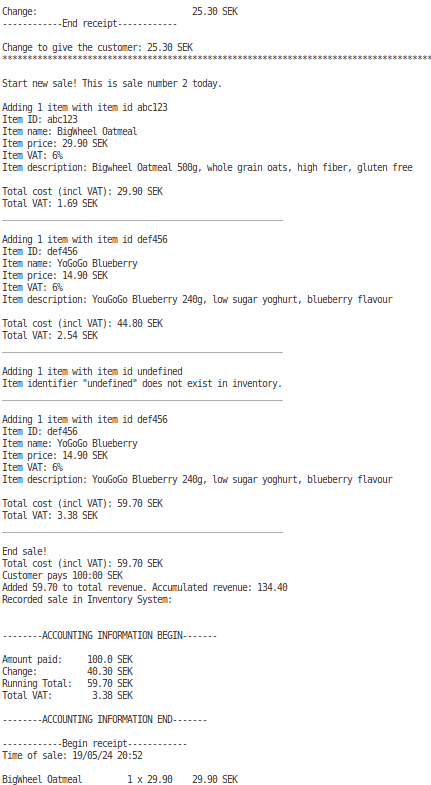 Change:                               25.30 SEK
------------End receipt------------
Change to give the customer: 25.30 SEK
**************************************************************************************
Start new sale! This is sale number 2 today.
Adding 1 item with item id abc123
Item ID: abc123
Item name: BigWheel Oatmeal
Item price: 29.90 SEK
Item VAT: 6%
Item description: Bigwheel Oatmeal 500g, whole grain oats, high fiber, gluten free
Total cost (incl VAT): 29.90 SEK
Total VAT: 1.69 SEK
________________________________________________________
Adding 1 item with item id def456
Item ID: def456
Item name: YoGoGo Blueberry
Item price: 14.90 SEK
Item VAT: 6%
Item description: YouGoGo Blueberry 240g, low sugar yoghurt, blueberry flavour
Total cost (incl VAT): 44.80 SEK
Total VAT: 2.54 SEK
________________________________________________________
Adding 1 item with item id undefined
Item identifier "undefined" does not exist in inventory.
________________________________________________________
Adding 1 item with item id def456
Item ID: def456
Item name: YoGoGo Blueberry
Item price: 14.90 SEK
Item VAT: 6%
Item description: YouGoGo Blueberry 240g, low sugar yoghurt, blueberry flavour
Total cost (incl VAT): 59.70 SEK
Total VAT: 3.38 SEK
________________________________________________________
End sale!
Total cost (incl VAT): 59.70 SEK
Customer pays 100:00 SEK
Added 59.70 to total revenue. Accumulated revenue: 134.40
Recorded sale in Inventory System:
--------ACCOUNTING INFORMATION BEGIN-------
Amount paid:     100.0 SEK
Change:          40.30 SEK
Running Total:   59.70 SEK
Total VAT:        3.38 SEK
--------ACCOUNTING INFORMATION END-------
------------Begin receipt------------
Time of sale: 19/05/24 20:52
BigWheel Oatmeal         1 x 29.90    29.90 SEK